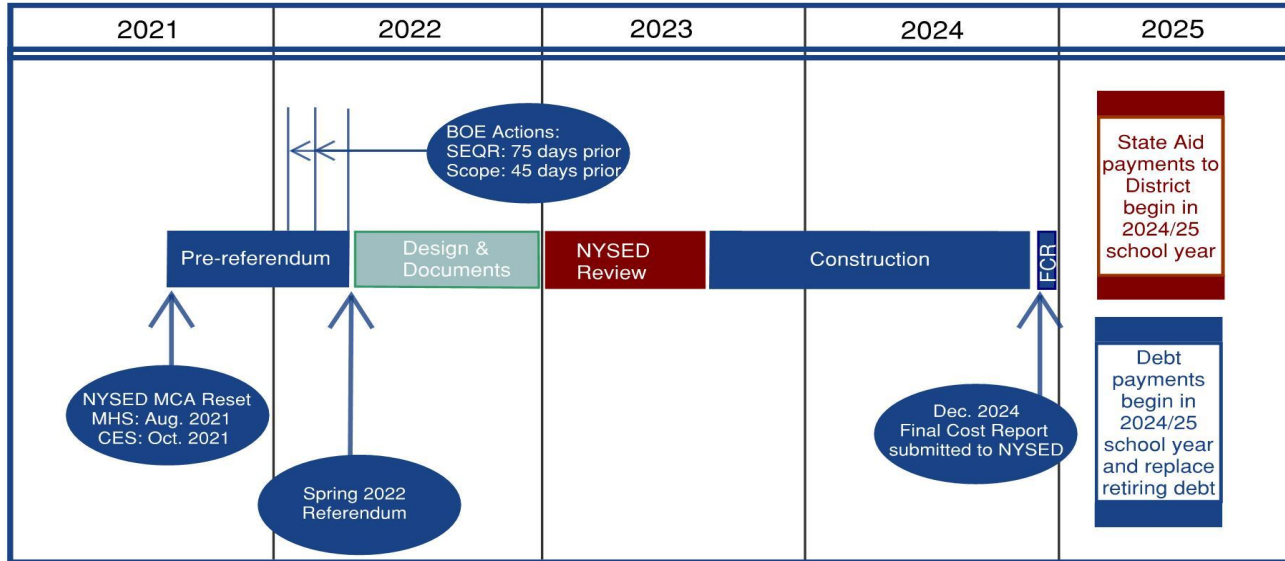 2021
2022
2023
2024
2025
BOE Actions:
SEQR: 75 days prior
Scope: 45 days prior
Pre-referendum
Design &
Documents
NYSED
Review
Construction
FCR
NYSED MCA Reset
MHS: Aug. 2021
CES: Oct. 2021
Spring 2022
Referendum
Dec. 2024
Final Cost Report
submitted to NYSED
State Aid
payments to
District
begin in
2024/25
school year
Debt
payments
begin in
2024/25
school year
and replace
retiring debt